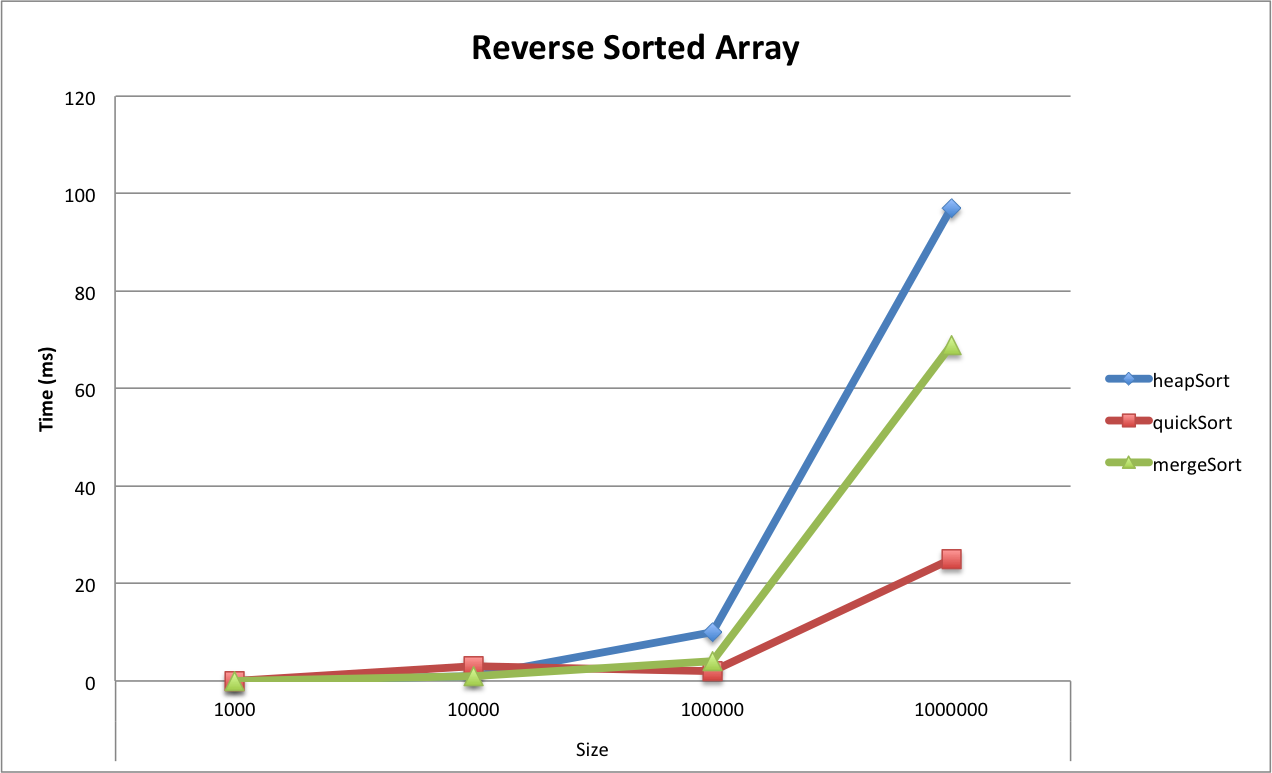 Reverse Sorted Array
120
100
80
60
40
20
0
Time (ms)
1000 10000 100000 1000000
Size
heapSort
quickSort
mergeSort